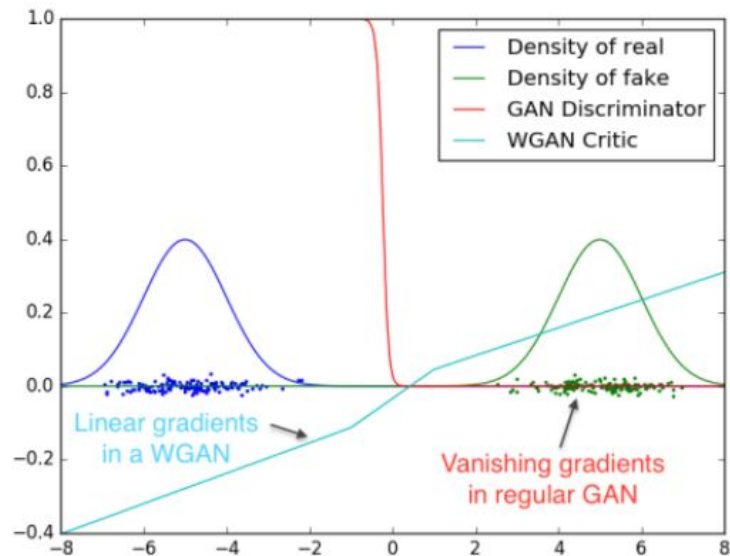 1.0
0.8
0.6
0.4
0.2
0.0
−0.2
−0.4
Density of real
Density of fake
GAN Discriminator
WGAN Critic
Linear gradients
in a WGAN
Vanishing gradients
in regular GAN
−8 −6 −4 −2 0 2 4 6 8